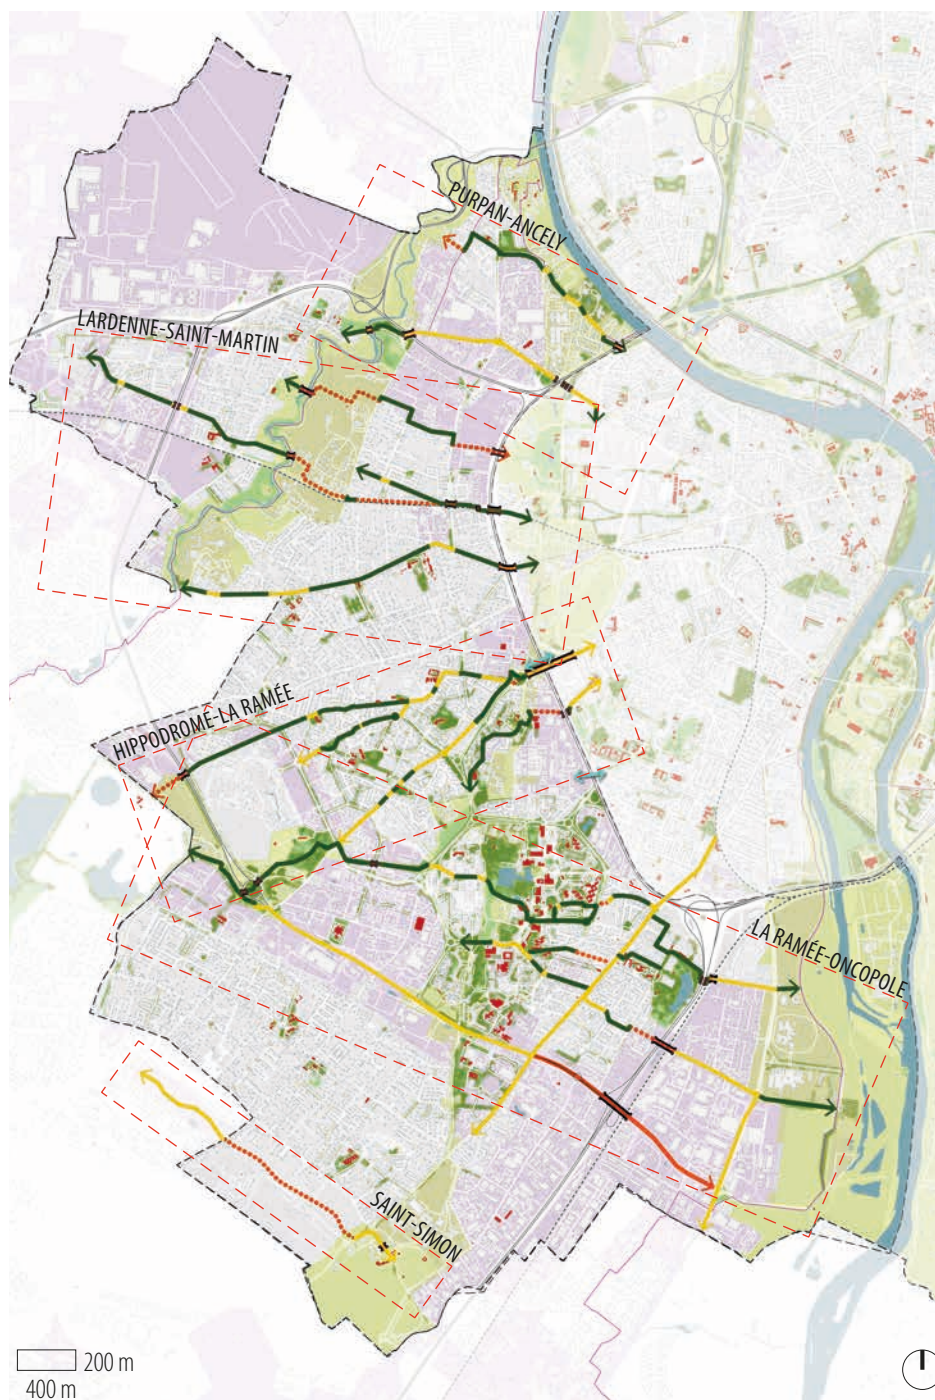 PURPAN-ANCELY
LARDENNE-SAINT-MARTIN
HIPPODROME-LA RAMÉE
LA RAMÉE-ONCOPOLE
SAINT-SIMON
200 m
400 m